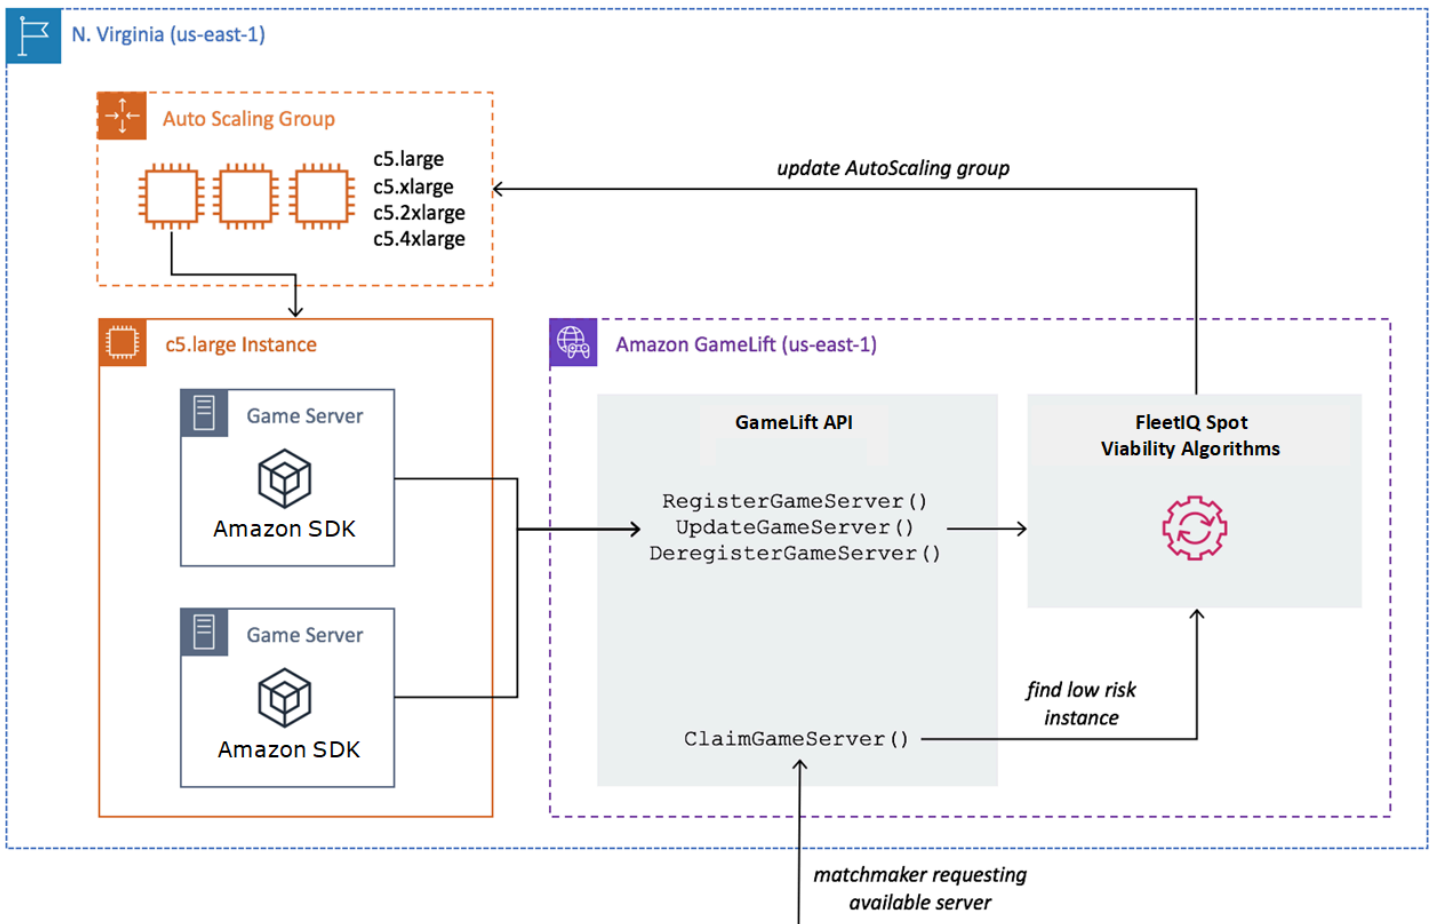 N. Virginia (us-east-1)
Auto Scaling Group
c5.large
c5.xlarge
c5.2xlarge
c5.4xlarge
update AutoScaling group
c5.large Instance
Game Server
Amazon SDK
Game Server
Amazon SDK
Amazon GameLift (us-east-1)
GameLift API
RegisterGameServer()
UpdateGameServer()
DeregisterGameServer()
ClaimGameServer()
FleetIQ Spot
Viability Algorithms
find low risk
instance
matchmaker requesting
available server